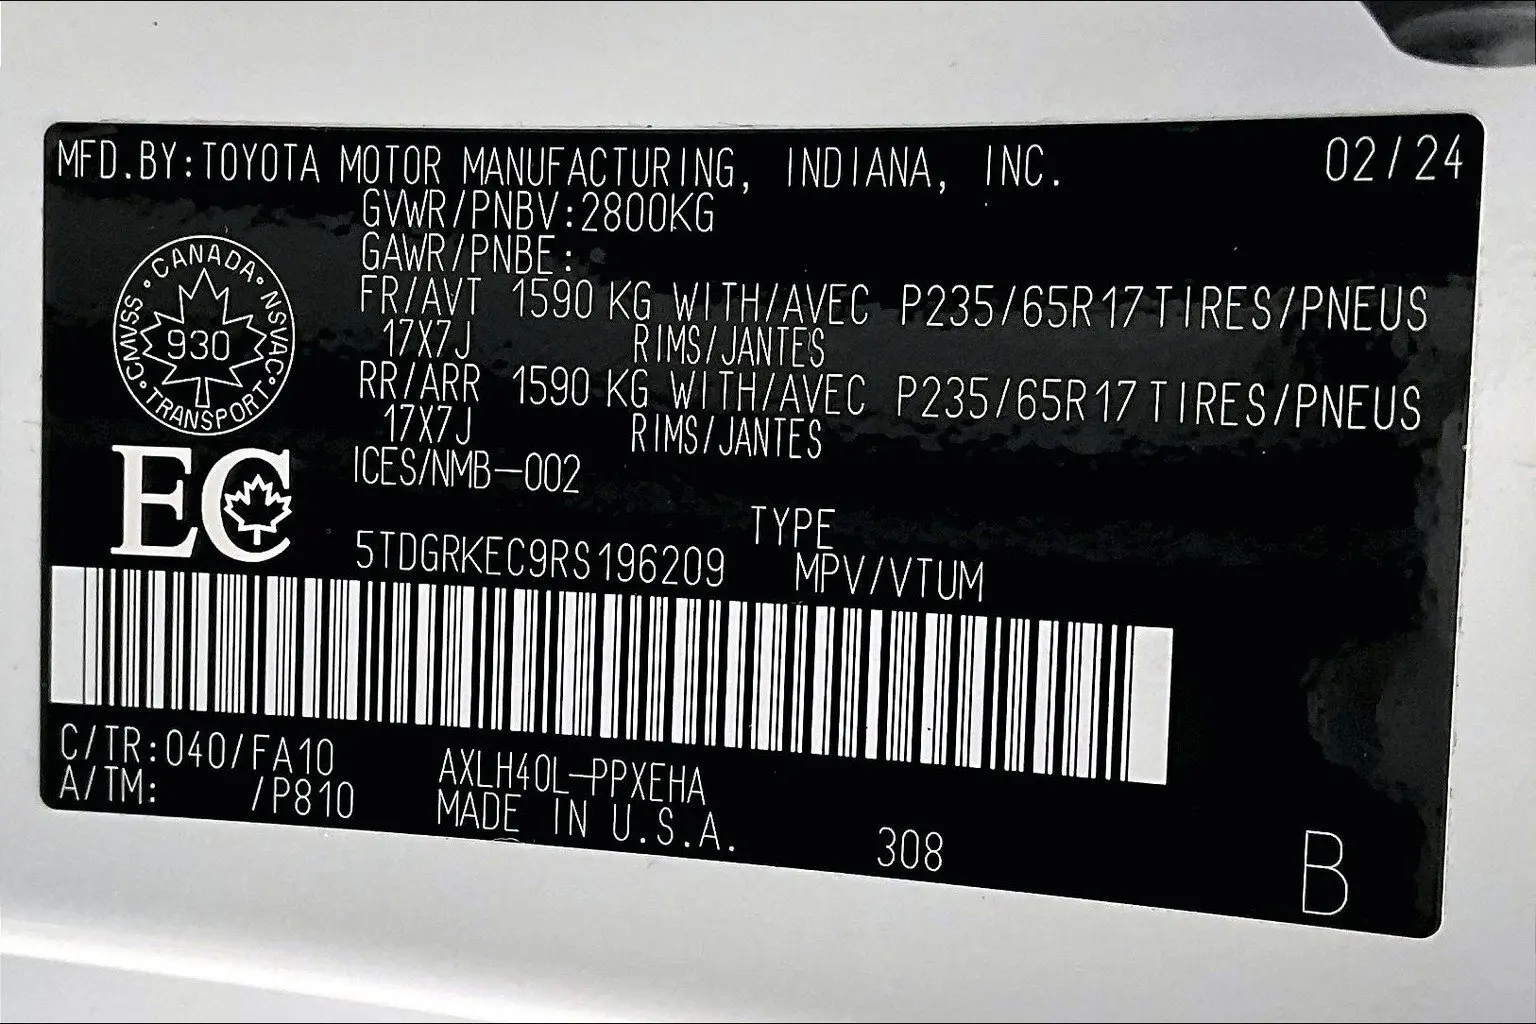 MFD.BY:TOYOTA MOTOR MANUFACTURING, INDIANA, INC. 02/24
GVWR/PNBV:2800KG
GAWR/PNBE:
FR/AVT 1590 KG WITH/AVEC P235/65R17 TIRES/PNEUS
17X7J RIMS/JANTES
RR/ARR 1590 KG WITH/AVEC P235/65R17 TIRES/PNEUS
17X7J RIMS/JANTES
ICES/NMB-002
CANADA • NSVAC • TRANSPORT • CMVSS •
930
EC
TYPE
5TDGRKEC9RS196209 MPV/VTUM
C/TR:040/FA10 AXLH40L-PPXEHA
A/TM: /P810 MADE IN U.S.A. 308 B